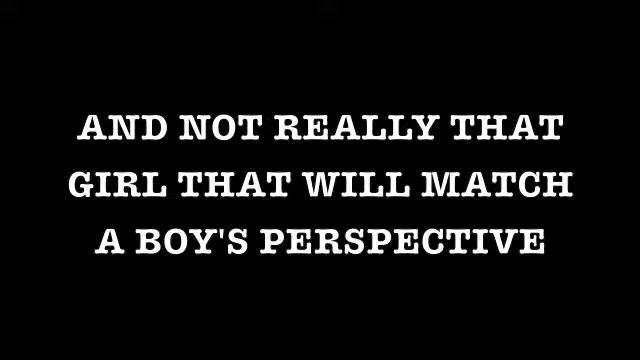 AND NOT REALLY THAT
GIRL THAT WILL MATCH
A BOY'S PERSPECTIVE